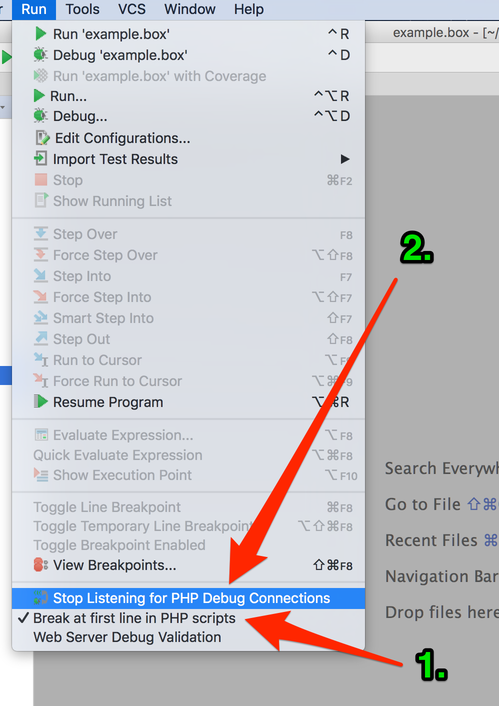 Run Tools VCS Window Help
Run 'example.box' ^R
example.box - [~/
Debug 'example.box' ^D
Run 'example.box' with Coverage
Run... ^⌥R
Debug... ^⌥D
Edit Configurations...
Import Test Results
Stop ⌘F2
Show Running List
Step Over F8
2.
Force Step Over ⌥⇧F8
Step Into F7
Force Step Into ⌥⇧F7
Smart Step Into ⇧F7
Step Out ⇧F8
Run to Cursor
Force Run to Cursor
Resume Program ⌥⌘R
Evaluate Expression... ⌥F8
Quick Evaluate Expression ⌥⌘F8
Search Everywh
Show Execution Point ⌥F10
Go to File ⇧⌘
Toggle Line Breakpoint ⌘F8
Toggle Temporary Line Breakpoint ⌥⇧⌘F8
Recent Files ⌘
Toggle Breakpoint Enabled
View Breakpoints... ⇧⌘F8
Navigation Bar
Stop Listening for PHP Debug Connections
Drop files here
Break at first line in PHP scripts
Web Server Debug Validation
1.